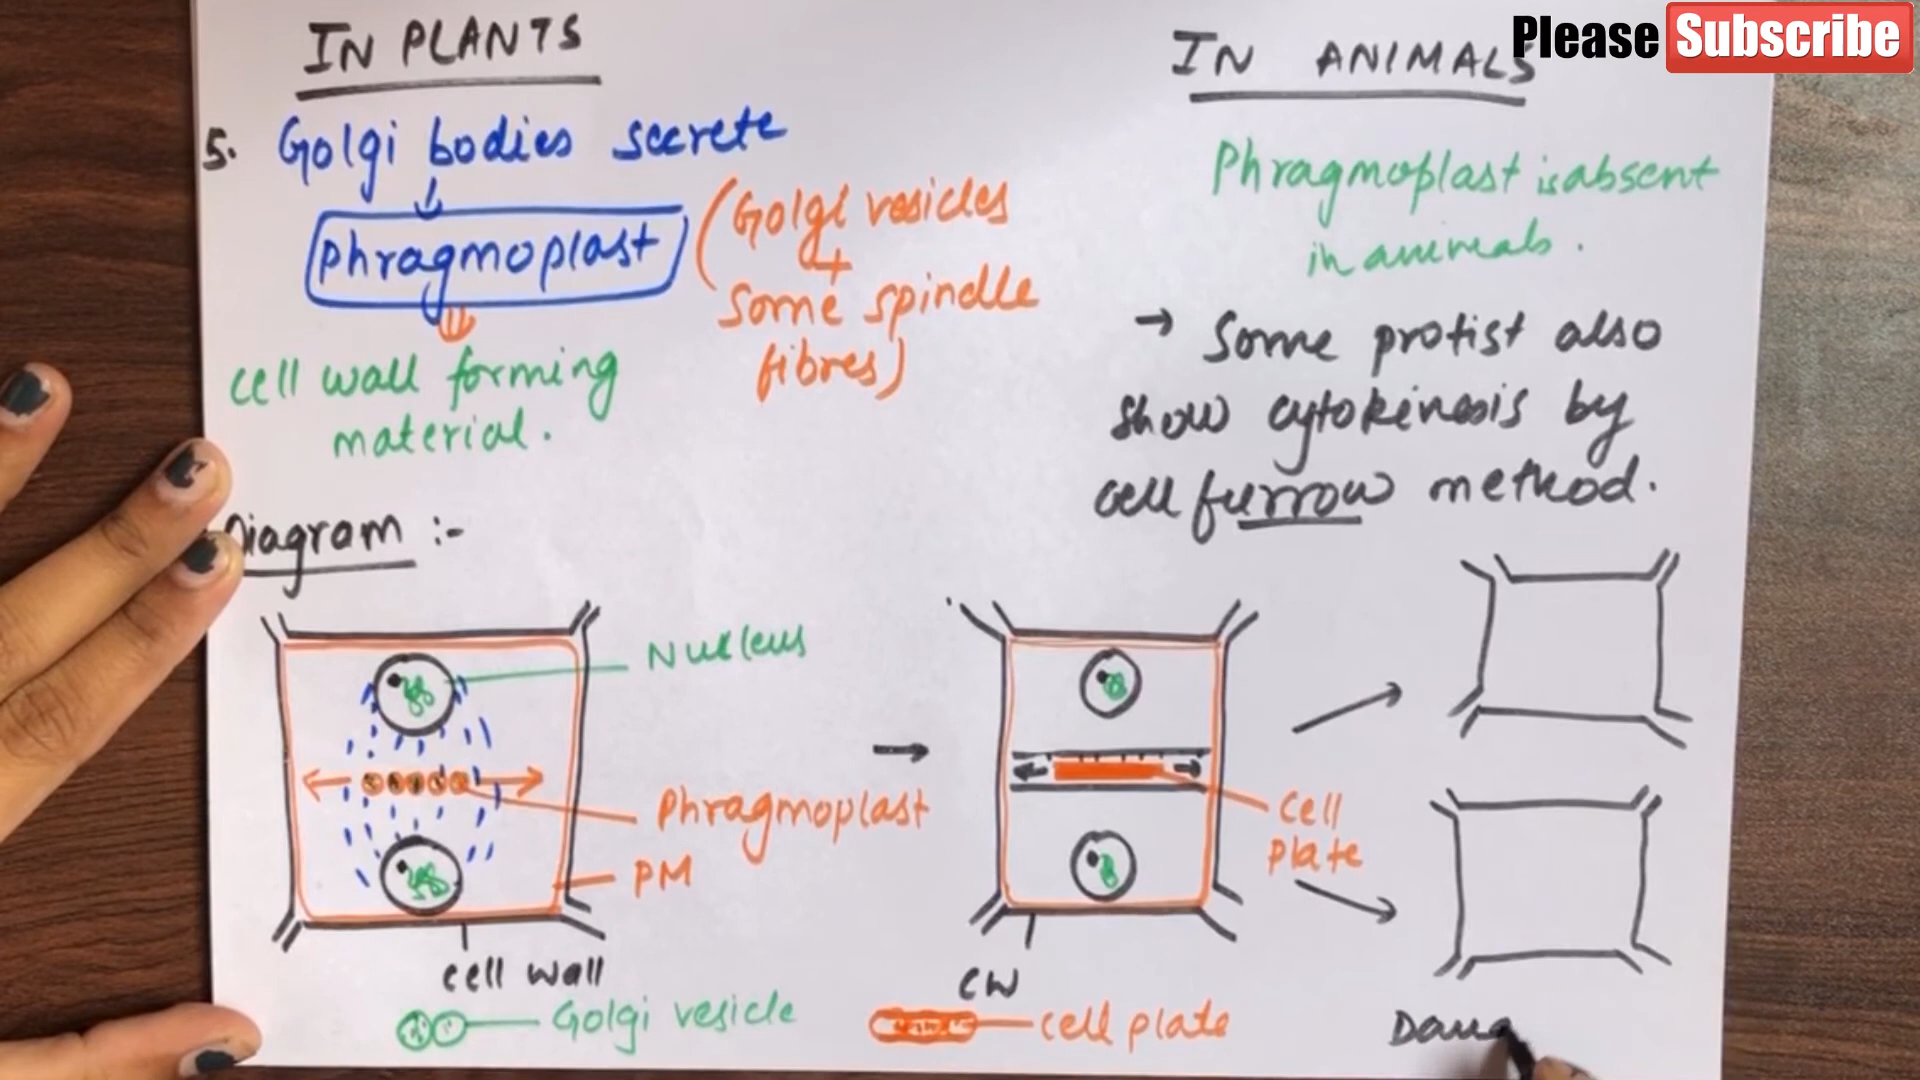 IN PLANTS
5. Golgi bodies secrete
Phragmoplast
(Golgi vesicles
+
Some spindle
fibres)
cell wall forming
material.
Diagram :-
Nucleus
Phragmoplast
PM
cell wall
Golgi vesicle
IN ANIMALS
Please Subscribe
Phragmoplast is absent
in animals.
→ Some protist also
show cytokinesis by
cell furrow method.
Cell
Plate
CW
cell plate
Daug